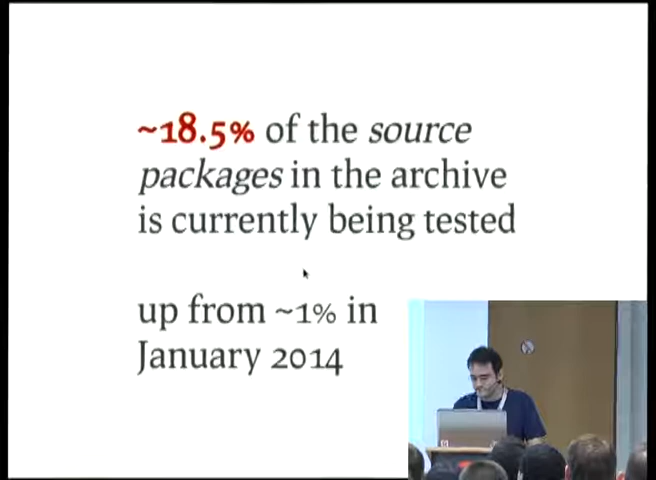 ~18.5% of the source
packages in the archive
is currently being tested
up from ~1% in
January 2014